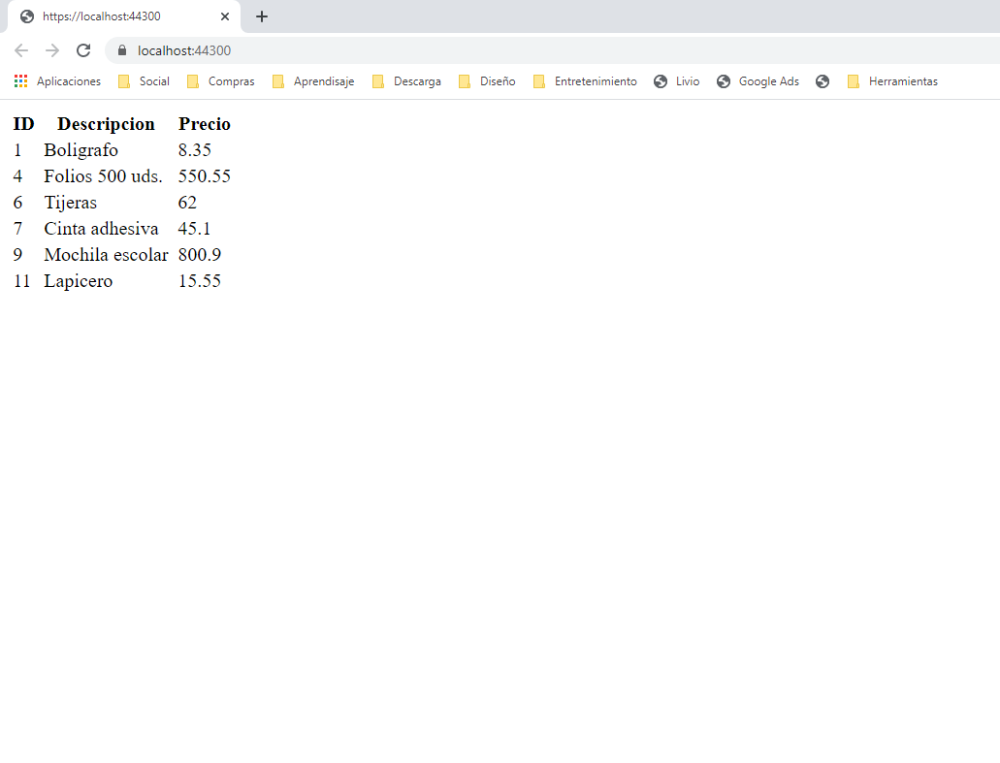 https://localhost:44300
localhost:44300
Aplicaciones Social Compras Aprendisaje Descarga Diseño Entretenimiento Livio Google Ads Herramientas
ID Descripcion Precio
1 Boligrafo 8.35
4 Folios 500 uds. 550.55
6 Tijeras 62
7 Cinta adhesiva 45.1
9 Mochila escolar 800.9
11 Lapicero 15.55